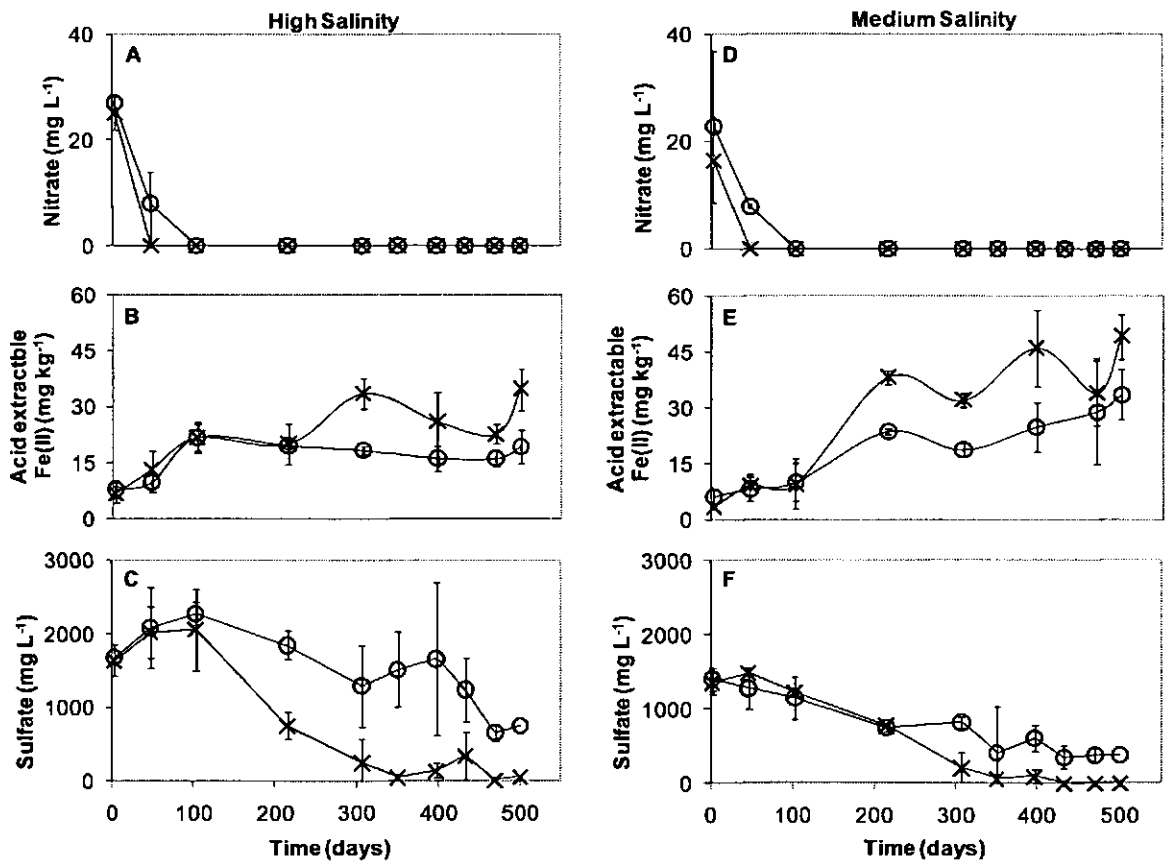 High Salinity
A
Nitrate (mg L-1)
40
20
0
B
Acid extractble
Fe(II) (mg kg-1)
60
45
30
15
0
C
Sulfate (mg L-1)
3000
2000
1000
0
0 100 200 300 400 500
Time (days)
Medium Salinity
D
Nitrate (mg L-1)
40
20
0
E
Acid extractable
Fe(II) (mg kg-1)
60
45
30
15
0
F
Sulfate (mg L-1)
3000
2000
1000
0
0 100 200 300 400 500
Time (days)